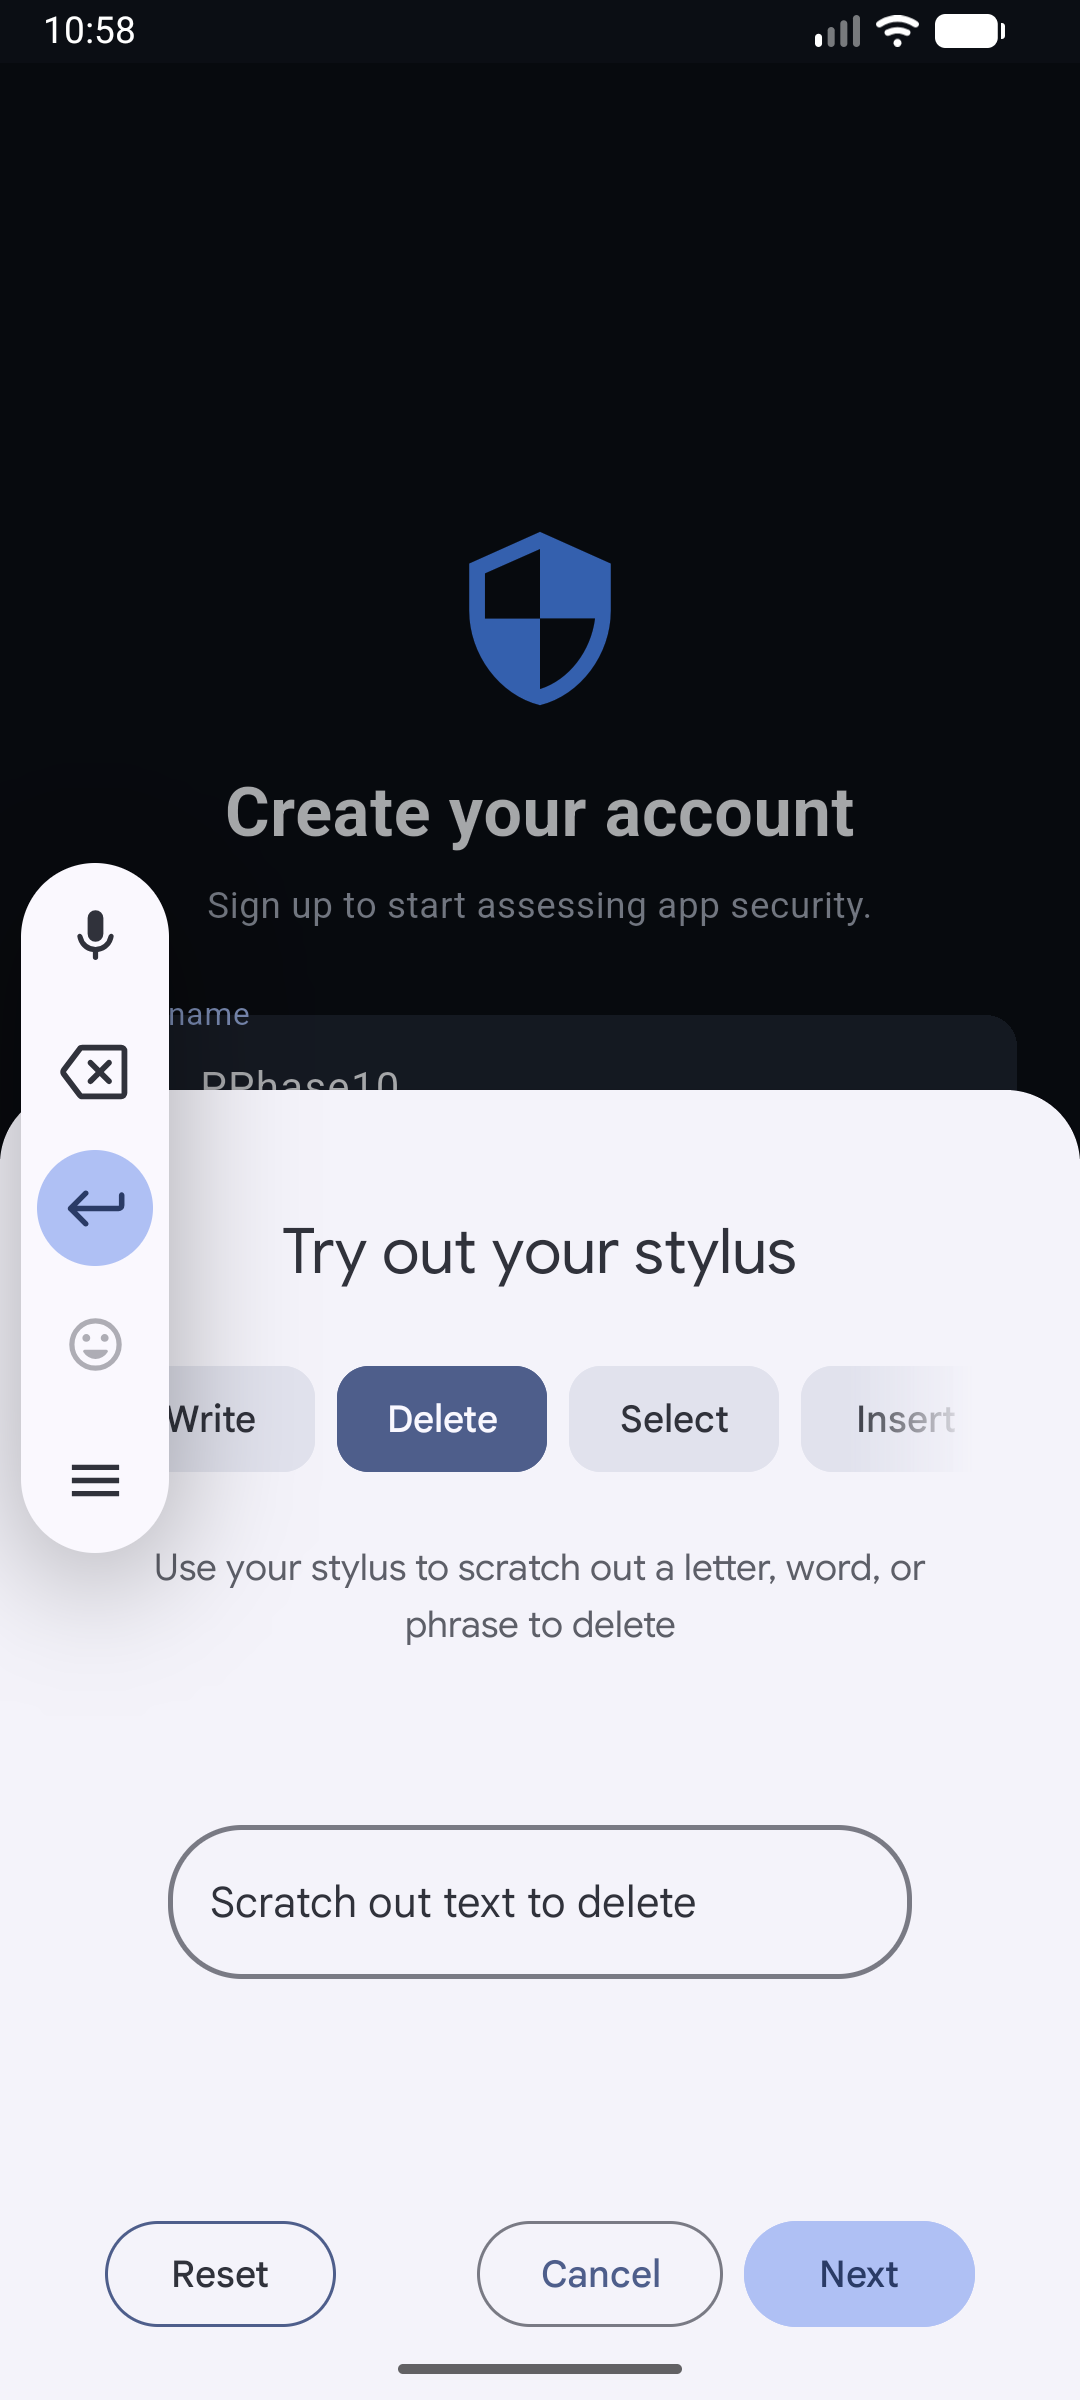 10:58
Create your account
Sign up to start assessing app security.
name
PPhase10
Try out your stylus
Write Delete Select Insert
Use your stylus to scratch out a letter, word, or
phrase to delete
Scratch out text to delete
Reset Cancel Next